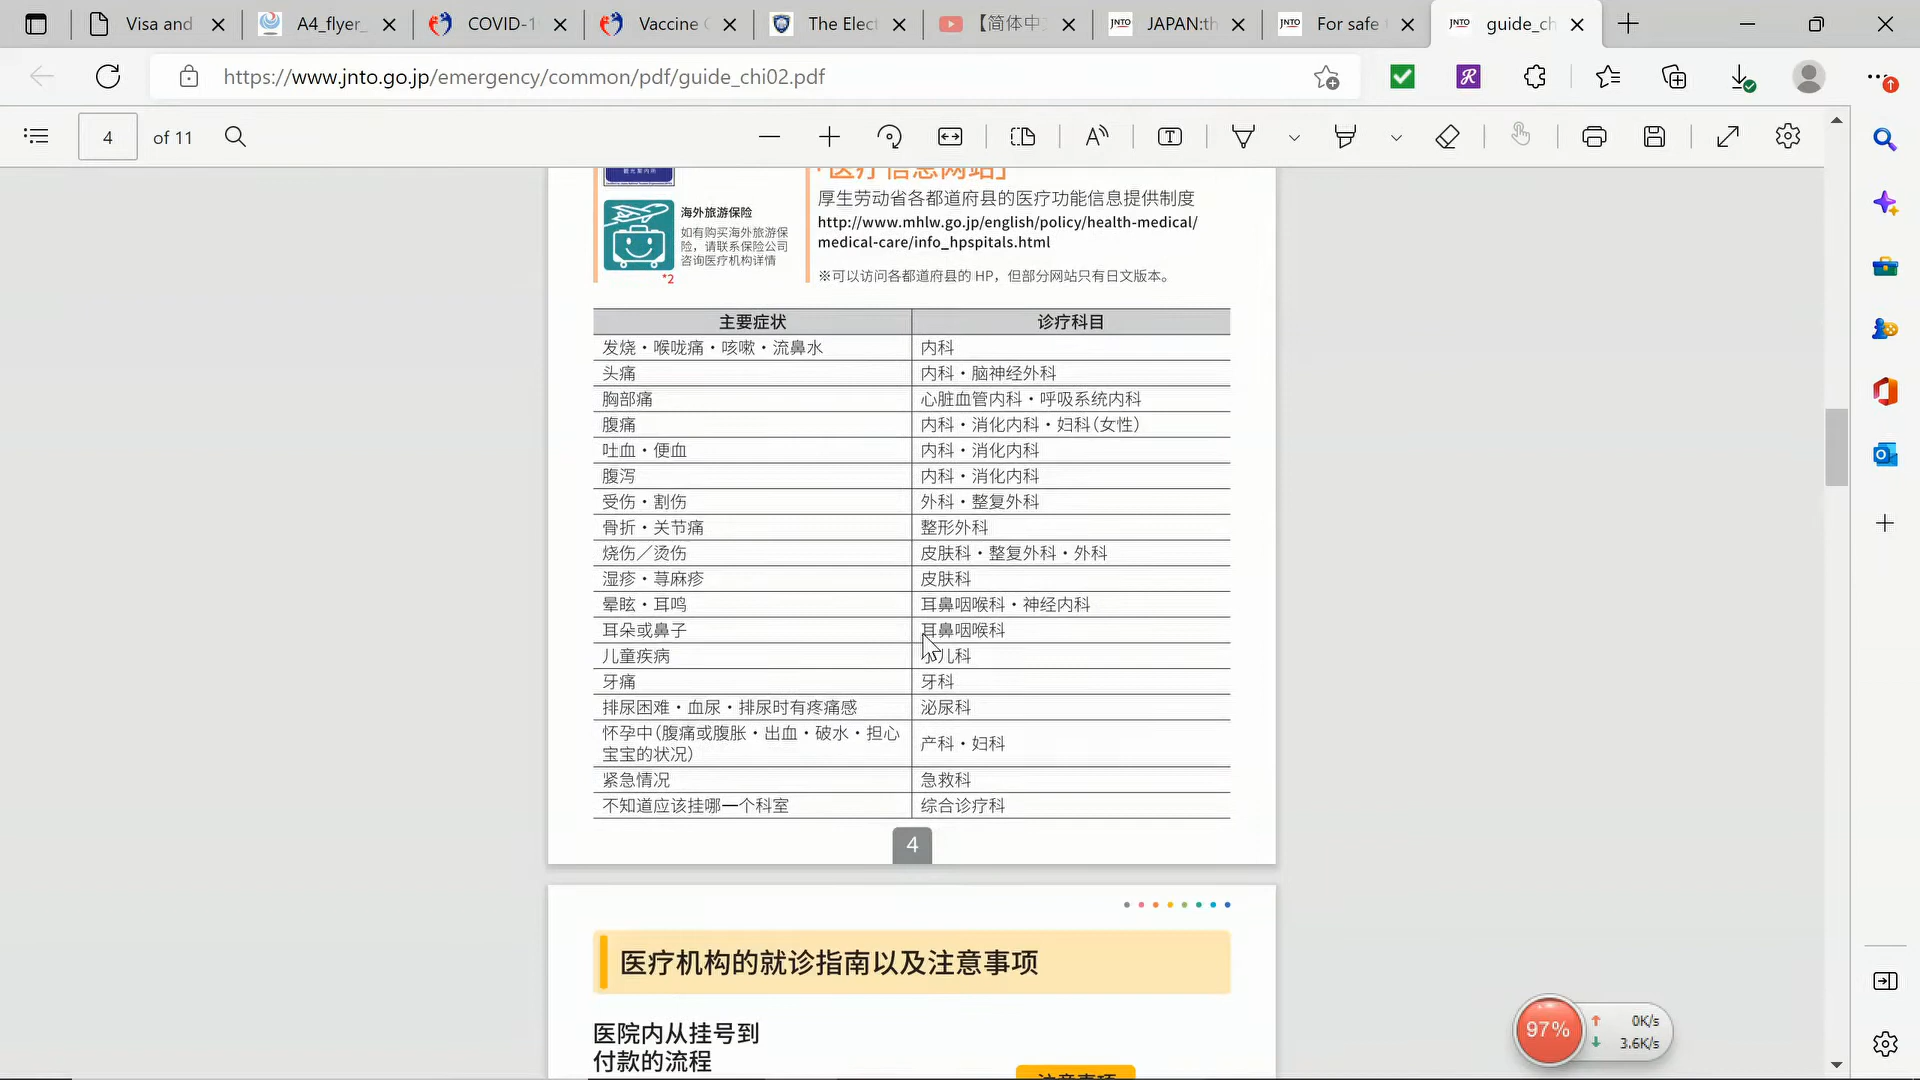 Visa and
A4_flyer_
COVID-1
Vaccine
The Elect
【简体中
JNTO
JAPAN:th
JNTO
For safe
JNTO
guide_ch
https://www.jnto.go.jp/emergency/common/pdf/guide_chi02.pdf
4
of 11
「医疗信息网站」
厚生劳动省各都道府县的医疗功能信息提供制度
http://www.mhlw.go.jp/english/policy/health-medical/
medical-care/info_hpspitals.html
※可以访问各都道府县的 HP，但部分网站只有日文版本。
海外旅游保险
如有购买海外旅游保
险，请联系保险公司
咨询医疗机构详情
*2
主要症状 诊疗科目
发烧・喉咙痛・咳嗽・流鼻水 内科
头痛 内科・脑神经外科
胸部痛 心脏血管内科・呼吸系统内科
腹痛 内科・消化内科・妇科（女性）
吐血・便血 内科・消化内科
腹泻 内科・消化内科
受伤・割伤 外科・整复外科
骨折・关节痛 整形外科
烧伤／烫伤 皮肤科・整复外科・外科
湿疹・荨麻疹 皮肤科
晕眩・耳鸣 耳鼻咽喉科・神经内科
耳朵或鼻子 耳鼻咽喉科
儿童疾病 小儿科
牙痛 牙科
排尿困难・血尿・排尿时有疼痛感 泌尿科
怀孕中（腹痛或腹胀・出血・破水・担心
宝宝的状况） 产科・妇科
紧急情况 急救科
不知道应该挂哪一个科室 综合诊疗科
4
医疗机构的就诊指南以及注意事项
医院内从挂号到
付款的流程
注意事项
97%
0K/s
3.6K/s